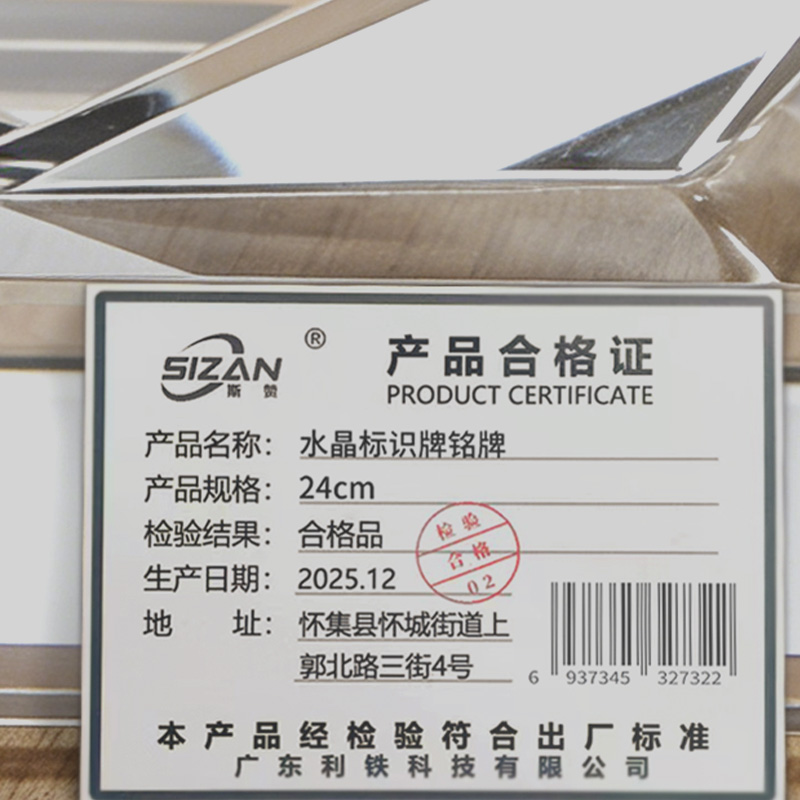 SIZAN ®
斯赞
产品合格证
PRODUCT CERTIFICATE
产品名称： 水晶标识牌铭牌
产品规格： 24cm
检验结果： 合格品
检验
合格
02
生产日期： 2025.12
地 址： 怀集县怀城街道上
郭北路三街4号
6 937345 327322
本产品经检验符合出厂标准
广东利铁科技有限公司